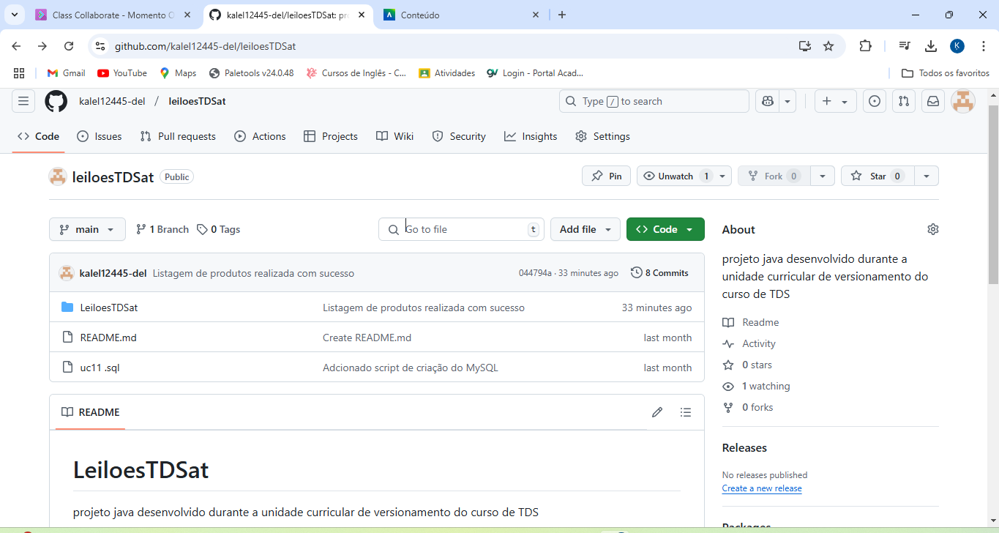 Class Collaborate - Momento O
kalel12445-del/leiloesTDSat: pr
Conteúdo
github.com/kalel12445-del/leiloesTDSat
K
Gmail
YouTube
Maps
Paletools v24.0.48
Cursos de Inglês - C...
Atividades
Login - Portal Acad...
Todos os favoritos
kalel12445-del / leiloesTDSat
Type / to search
Code
Issues
Pull requests
Actions
Projects
Wiki
Security
Insights
Settings
leiloesTDSat Public
Pin
Unwatch 1
Fork 0
Star 0
main
1 Branch
0 Tags
Go to file t
Add file
Code
kalel12445-del Listagem de produtos realizada com sucesso 044794a · 33 minutes ago 8 Commits
LeiloesTDSat Listagem de produtos realizada com sucesso 33 minutes ago
README.md Create README.md last month
uc11 .sql Adcionado script de criação do MySQL last month
README
LeiloesTDSat
projeto java desenvolvido durante a unidade curricular de versionamento do curso de TDS
About
projeto java desenvolvido durante a
unidade curricular de versionamento do
curso de TDS
Readme
Activity
0 stars
1 watching
0 forks
Releases
No releases published
Create a new release
Packages